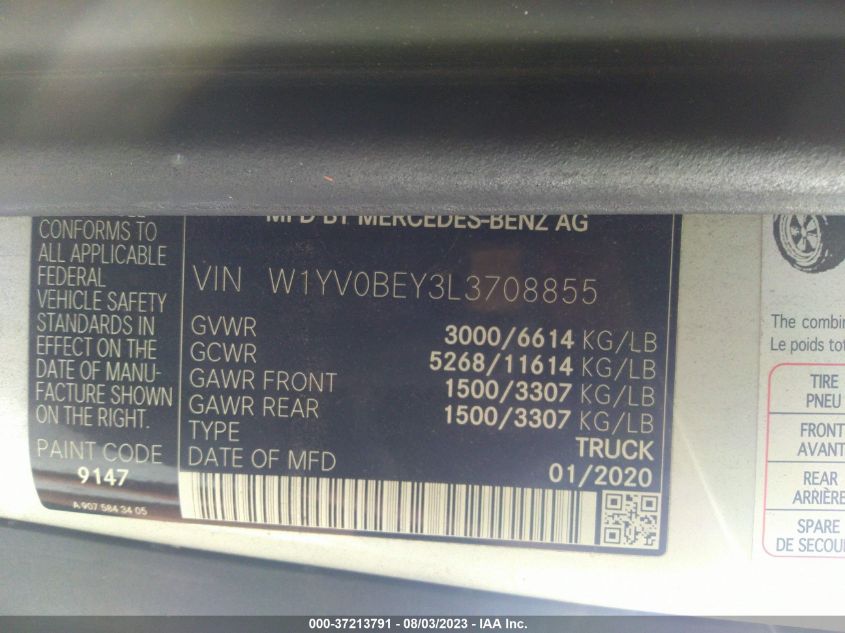 MFD BY MERCEDES-BENZ AG
CONFORMS TO
ALL APPLICABLE
FEDERAL
VEHICLE SAFETY
STANDARDS IN
EFFECT ON THE
DATE OF MANU-
FACTURE SHOWN
ON THE RIGHT.
PAINT CODE
9147
A 907 584 34 05
VIN W1YV0BEY3L3708855
GVWR 3000/6614 KG/LB
GCWR 5268/11614 KG/LB
GAWR FRONT 1500/3307 KG/LB
GAWR REAR 1500/3307 KG/LB
TYPE TRUCK
DATE OF MFD 01/2020
The combin
Le poids tot
TIRE
PNEU
FRONT
AVANT
REAR
ARRIÈRE
SPARE
DE SECOU
000-37213791 - 08/03/2023 - IAA Inc.